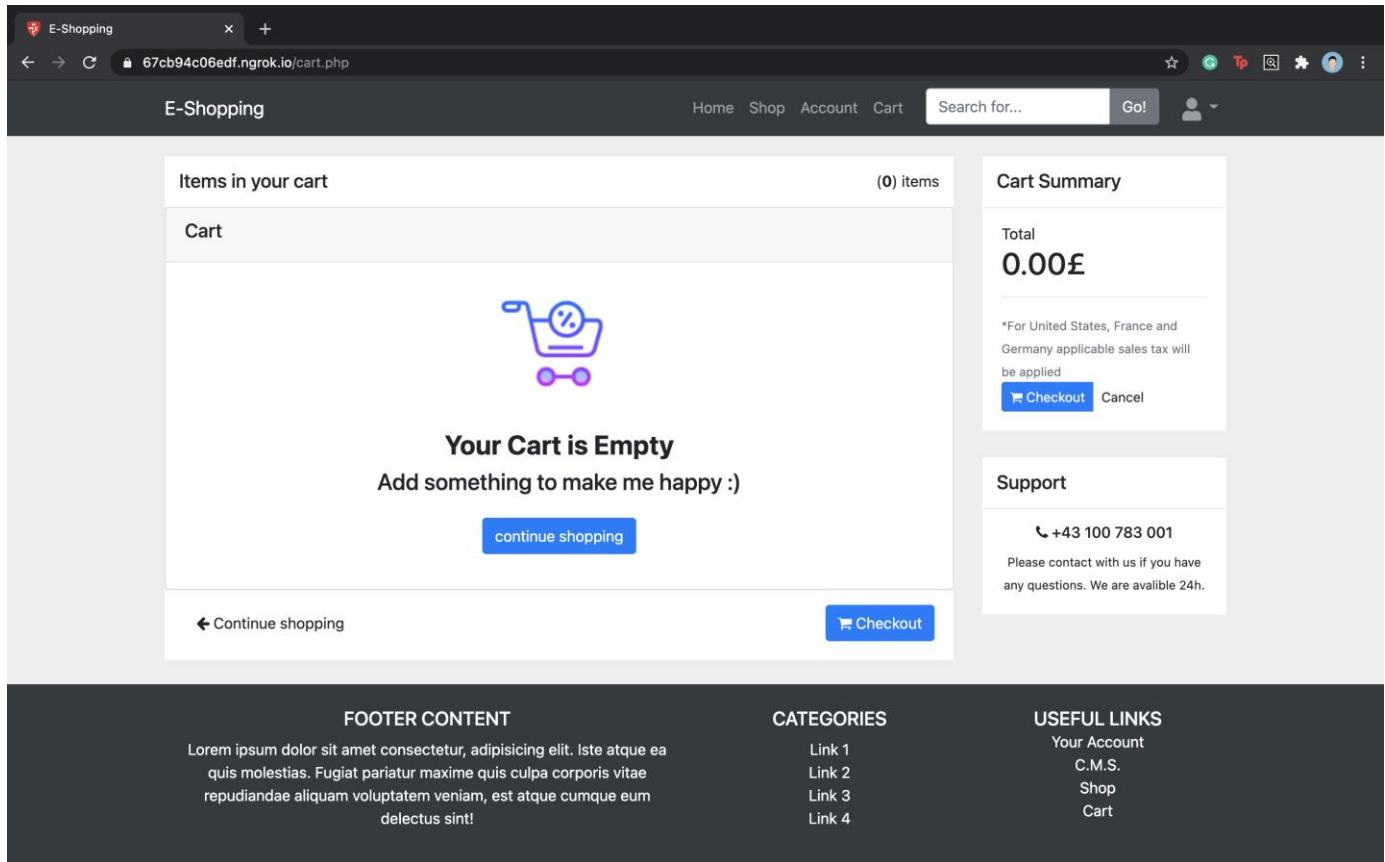 E-Shopping
67cb94c06edf.ngrok.io/cart.php
E-Shopping
Home Shop Account Cart Search for... Go!
Items in your cart
(0) items
Cart
%
Your Cart is Empty
Add something to make me happy :)
continue shopping
Continue shopping
Checkout
Cart Summary
Total
0.00£
*For United States, France and
Germany applicable sales tax will
be applied
Checkout Cancel
Support
+43 100 783 001
Please contact with us if you have
any questions. We are avalible 24h.
FOOTER CONTENT
Lorem ipsum dolor sit amet consectetur, adipisicing elit. Iste atque ea
quis molestias. Fugiat pariatur maxime quis culpa corporis vitae
repudiandae aliquam voluptatem veniam, est atque cumque eum
delectus sint!
CATEGORIES
Link 1
Link 2
Link 3
Link 4
USEFUL LINKS
Your Account
C.M.S.
Shop
Cart